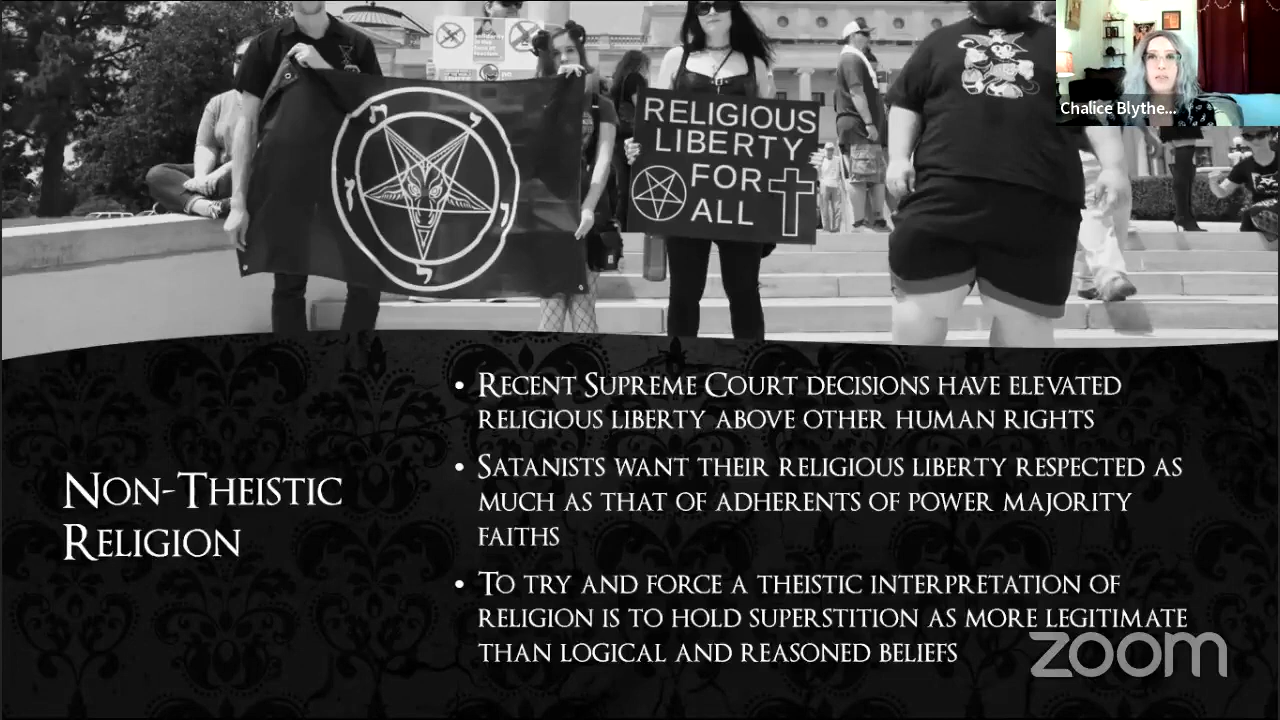 RELIGIOUS
LIBERTY
FOR
ALL
Chalice Blythe...
Non-Theistic
Religion
• Recent Supreme Court decisions have elevated
religious liberty above other human rights
• Satanists want their religious liberty respected as
much as that of adherents of power majority
faiths
• To try and force a theistic interpretation of
religion is to hold superstition as more legitimate
than logical and reasoned beliefs
zoom